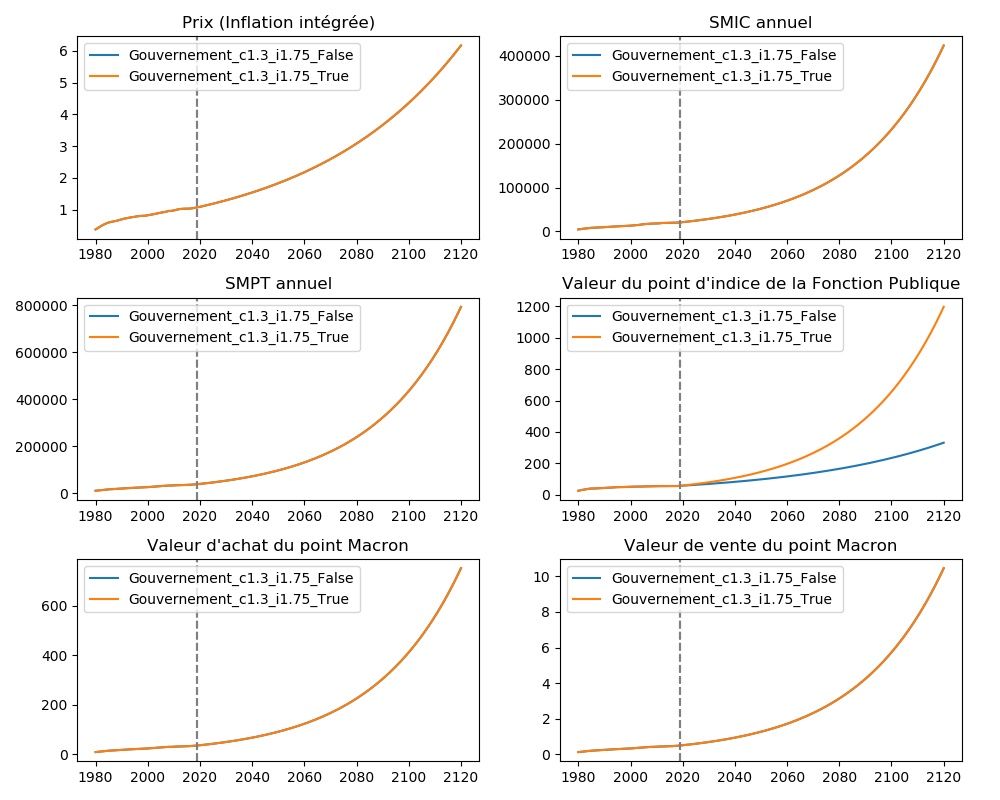 Prix (Inflation intégrée)
6
5
4
3
2
1
1980 2000 2020 2040 2060 2080 2100 2120
Gouvernement_c1.3_i1.75_False
Gouvernement_c1.3_i1.75_True
SMIC annuel
400000
300000
200000
100000
0
1980 2000 2020 2040 2060 2080 2100 2120
Gouvernement_c1.3_i1.75_False
Gouvernement_c1.3_i1.75_True
SMPT annuel
800000
600000
400000
200000
0
1980 2000 2020 2040 2060 2080 2100 2120
Gouvernement_c1.3_i1.75_False
Gouvernement_c1.3_i1.75_True
Valeur du point d'indice de la Fonction Publique
1200
1000
800
600
400
200
0
1980 2000 2020 2040 2060 2080 2100 2120
Gouvernement_c1.3_i1.75_False
Gouvernement_c1.3_i1.75_True
Valeur d'achat du point Macron
600
400
200
0
1980 2000 2020 2040 2060 2080 2100 2120
Gouvernement_c1.3_i1.75_False
Gouvernement_c1.3_i1.75_True
Valeur de vente du point Macron
10
8
6
4
2
0
1980 2000 2020 2040 2060 2080 2100 2120
Gouvernement_c1.3_i1.75_False
Gouvernement_c1.3_i1.75_True